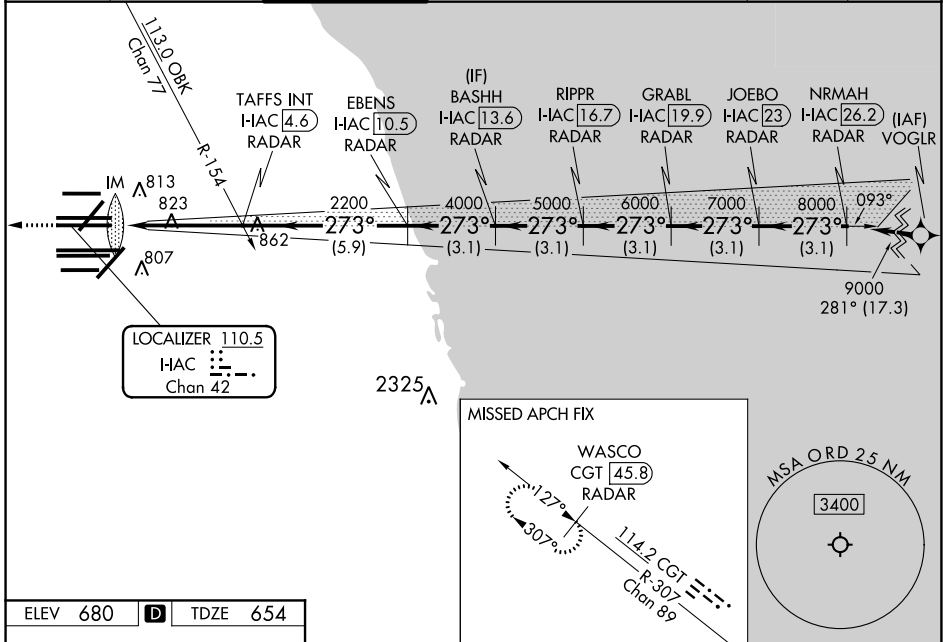 113.0 OBK
Chan 77
R-154
TAFFS INT
I-IAC 4.6
RADAR
EBENS
I-IAC 10.5
RADAR
(IF)
BASHH
I-IAC 13.6
RADAR
RIPPR
I-IAC 16.7
RADAR
GRABL
I-IAC 19.9
RADAR
JOEBO
I-IAC 23
RADAR
NRMAH
I-IAC 26.2
RADAR
(IAF)
VOGLR
IM
813
823
862
807
2200
273°
(5.9)
4000
273°
(3.1)
5000
273°
(3.1)
6000
273°
(3.1)
7000
273°
(3.1)
8000
273°
(3.1)
093°
9000
281° (17.3)
LOCALIZER 110.5
I-IAC
Chan 42
2325
MISSED APCH FIX
WASCO
CGT 45.8
RADAR
127°
307°
114.2 CGT
R-307
Chan 89
MSA ORD 25 NM
3400
ELEV 680 D TDZE 654